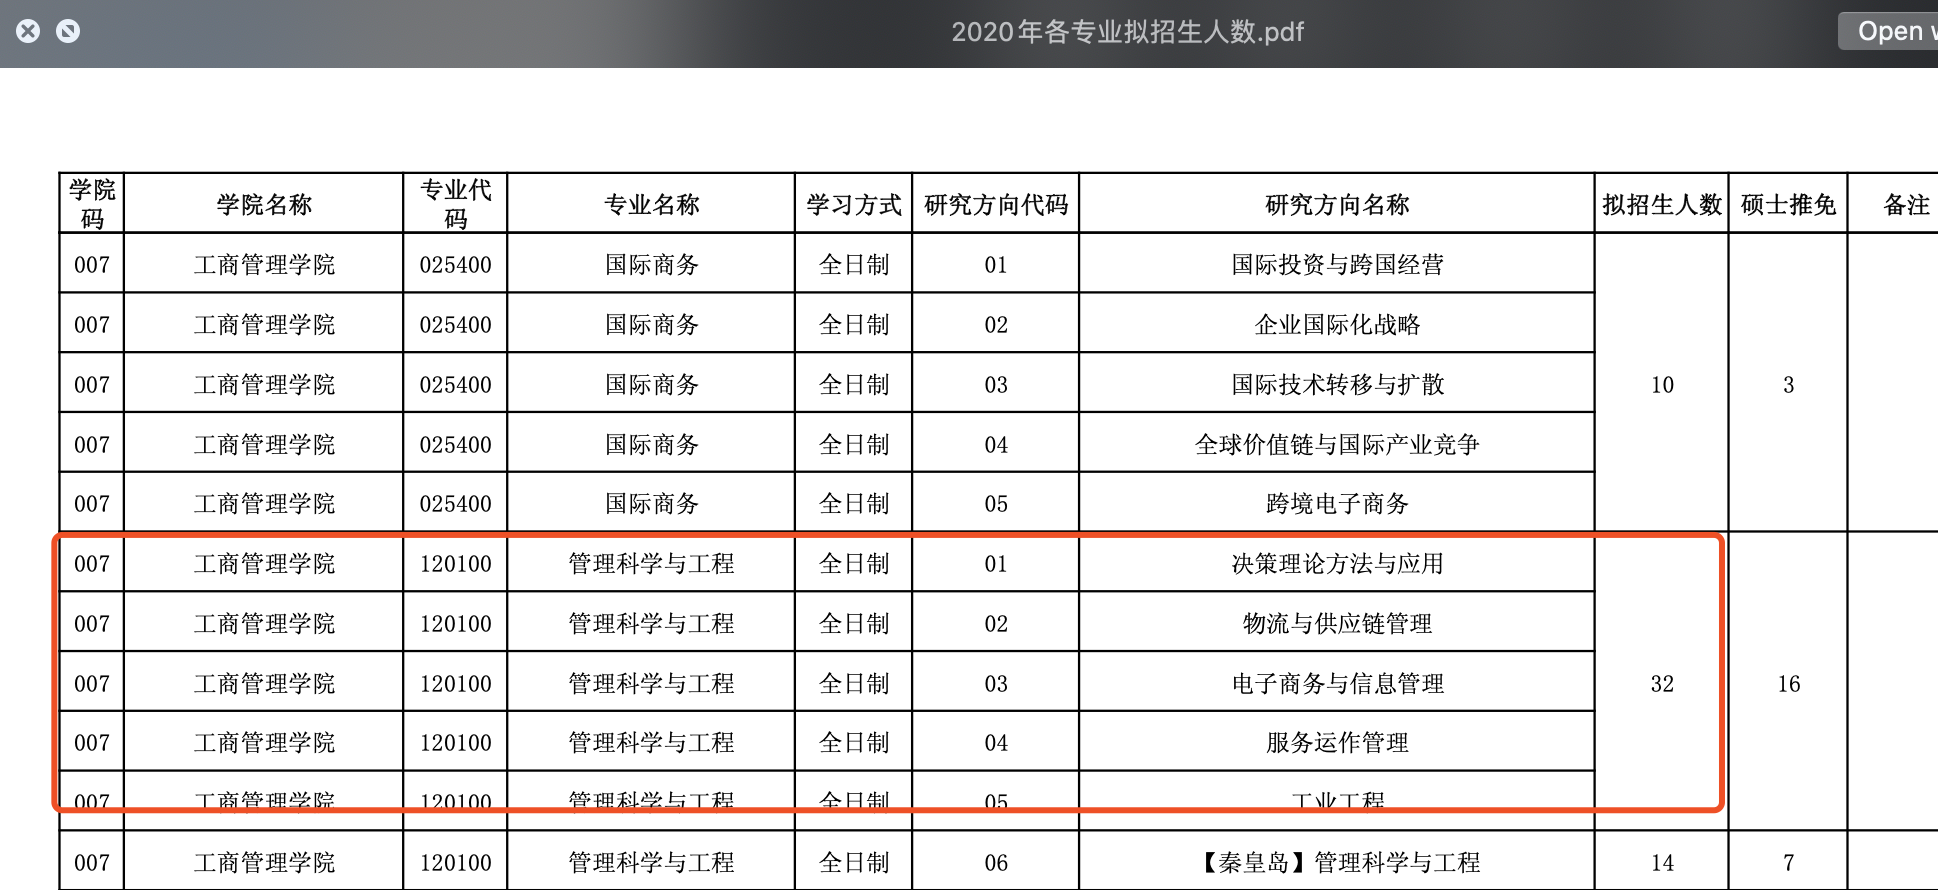 2020年各专业拟招生人数.pdf
Open w
学院码 学院名称 专业代码 专业名称 学习方式 研究方向代码 研究方向名称 拟招生人数 硕士推免 备注
007 工商管理学院 025400 国际商务 全日制 01 国际投资与跨国经营
007 工商管理学院 025400 国际商务 全日制 02 企业国际化战略
007 工商管理学院 025400 国际商务 全日制 03 国际技术转移与扩散 10 3
007 工商管理学院 025400 国际商务 全日制 04 全球价值链与国际产业竞争
007 工商管理学院 025400 国际商务 全日制 05 跨境电子商务
007 工商管理学院 120100 管理科学与工程 全日制 01 决策理论方法与应用
007 工商管理学院 120100 管理科学与工程 全日制 02 物流与供应链管理
007 工商管理学院 120100 管理科学与工程 全日制 03 电子商务与信息管理 32 16
007 工商管理学院 120100 管理科学与工程 全日制 04 服务运作管理
007 工商管理学院 120100 管理科学与工程 全日制 05 工业工程
007 工商管理学院 120100 管理科学与工程 全日制 06 【秦皇岛】管理科学与工程 14 7